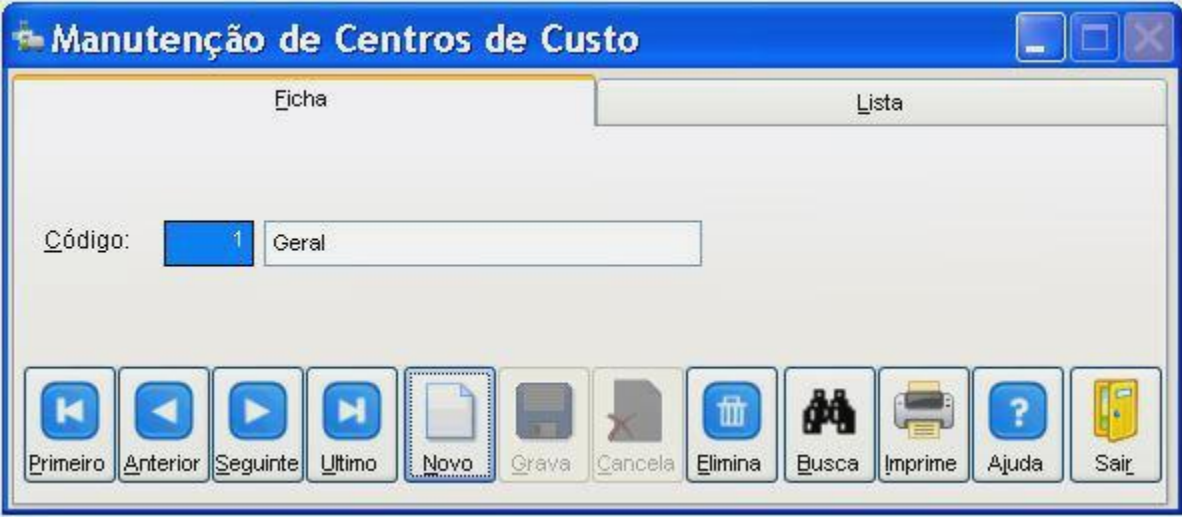 Manutenção de Centros de Custo
Ficha Lista
Código: 1 Geral
Primeiro Anterior Seguinte Ultimo Novo Grava Cancela Elimina Busca Imprime Ajuda Sair